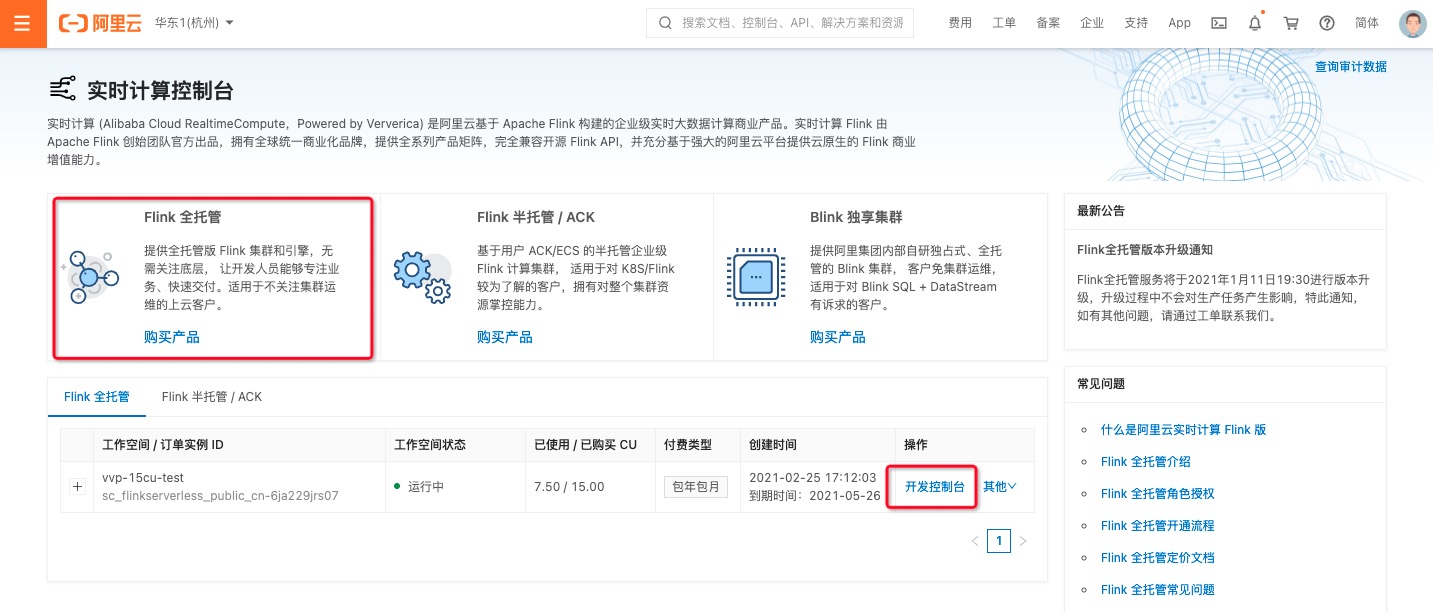 阿里云 华东1(杭州) 搜索文档、控制台、API、解决方案和资源 费用 工单 备案 企业 支持 App 简体
查询审计数据
实时计算控制台
实时计算 (Alibaba Cloud RealtimeCompute，Powered by Ververica) 是阿里云基于 Apache Flink 构建的企业级实时大数据计算商业产品。实时计算 Flink 由
Apache Flink 创始团队官方出品，拥有全球统一商业化品牌，提供全系列产品矩阵，完全兼容开源 Flink API，并充分基于强大的阿里云平台提供云原生的 Flink 商业
增值能力。
Flink 全托管
提供全托管版 Flink 集群和引擎，无
需关注底层， 让开发人员能够专注业
务、快速交付。适用于不关注集群运
维的上云客户。
购买产品
Flink 半托管 / ACK
基于用户 ACK/ECS 的半托管企业级
Flink 计算集群， 适用于对 K8S/Flink
较为了解的客户，拥有对整个集群资
源掌控能力。
购买产品
Blink 独享集群
提供阿里集团内部自研独占式、全托
管的 Blink 集群， 客户免集群运维，
适用于对 Blink SQL + DataStream
有诉求的客户。
购买产品
最新公告
Flink全托管版本升级通知
Flink全托管服务将于2021年1月11日19:30进行版本升
级，升级过程中不会对生产任务产生影响，特此通知，
如有其他问题，请通过工单联系我们。
Flink 全托管 Flink 半托管 / ACK
工作空间 / 订单实例 ID 工作空间状态 已使用 / 已购买 CU 付费类型 创建时间 操作
vvp-15cu-test
sc_flinkserverless_public_cn-6ja229jrs07
运行中
7.50 / 15.00
包年包月
2021-02-25 17:12:03
到期时间：2021-05-26
开发控制台 其他
1
常见问题
什么是阿里云实时计算 Flink 版
Flink 全托管介绍
Flink 全托管角色授权
Flink 全托管开通流程
Flink 全托管定价文档
Flink 全托管常见问题